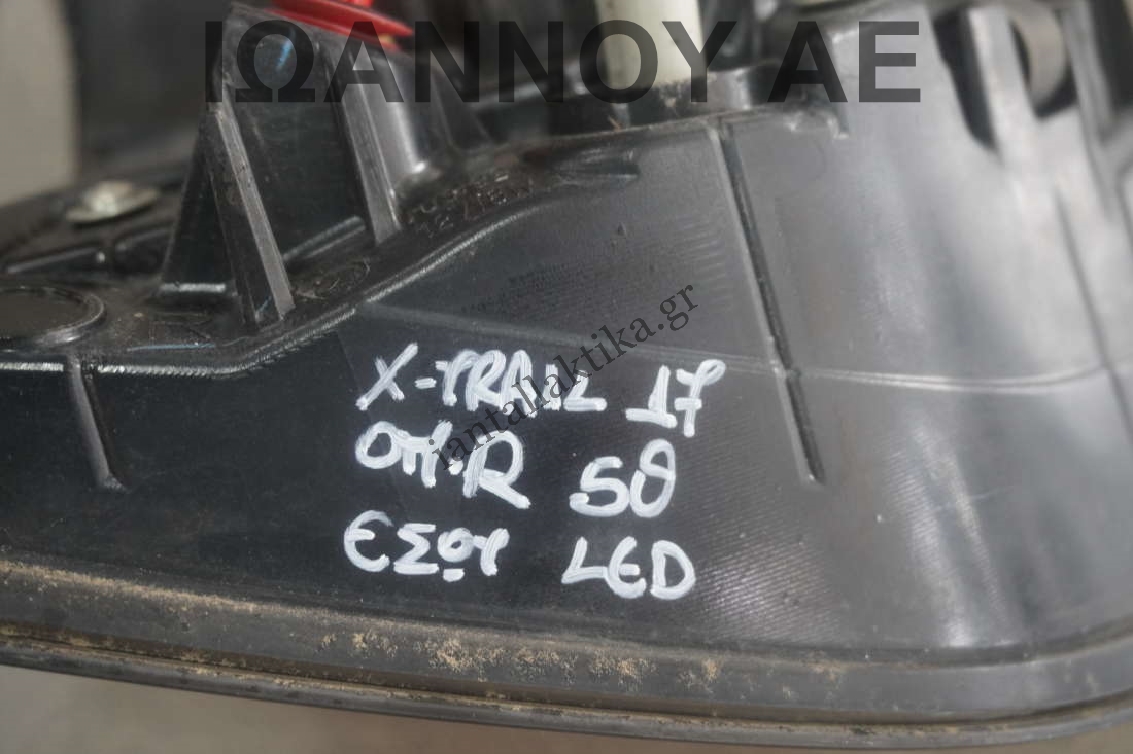 ΙΩΑΝΝΟΥ ΑΕ
iantallaktika.gr
X-TRAIL 17
ΟΠ.R 5Θ
ΕΣΩΤ LED